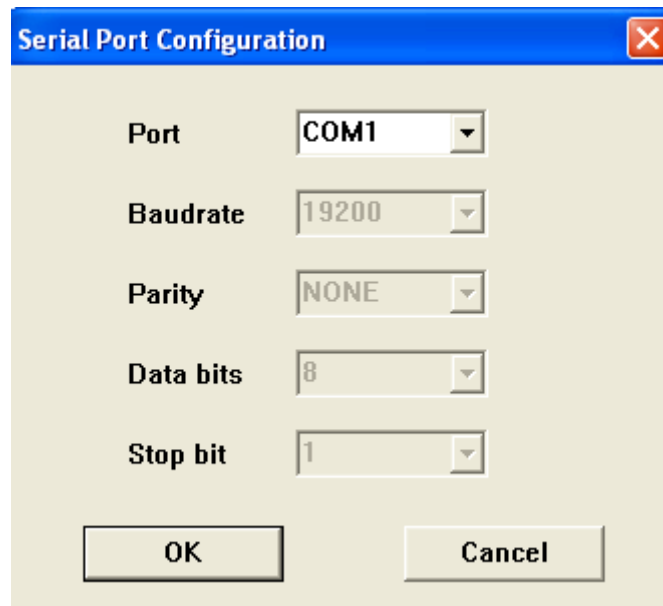 Serial Port Configuration
Port COM1
Baudrate 19200
Parity NONE
Data bits 8
Stop bit 1
OK Cancel